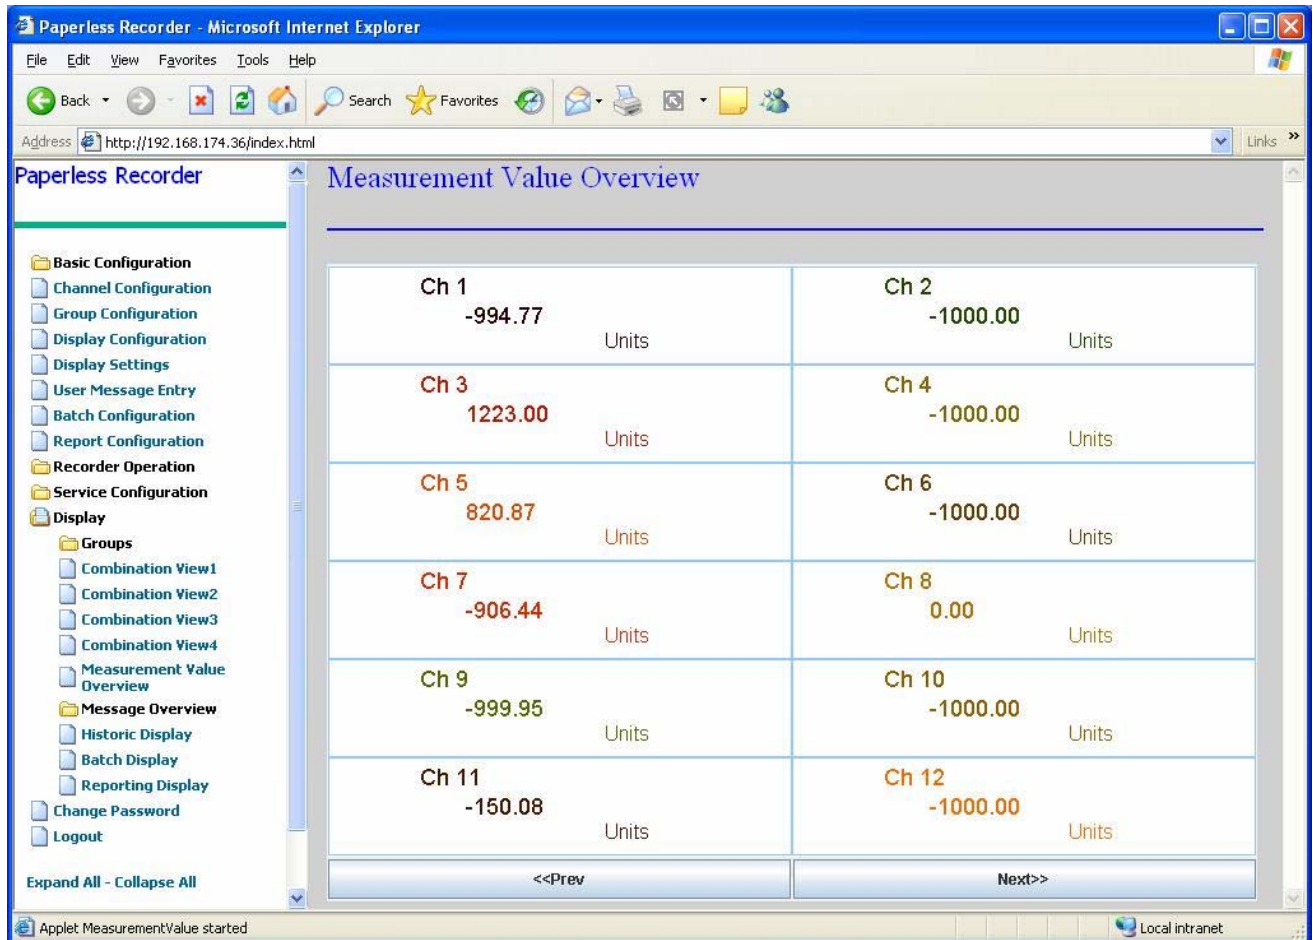 Paperless Recorder - Microsoft Internet Explorer
File Edit View Favorites Tools Help
Back Search Favorites
Address http://192.168.174.36/index.html Links »
Paperless Recorder
Basic Configuration
Channel Configuration
Group Configuration
Display Configuration
Display Settings
User Message Entry
Batch Configuration
Report Configuration
Recorder Operation
Service Configuration
Display
Groups
Combination View1
Combination View2
Combination View3
Combination View4
Measurement Value
Overview
Message Overview
Historic Display
Batch Display
Reporting Display
Change Password
Logout
Expand All - Collapse All
Measurement Value Overview
Ch 1
-994.77
Units
Ch 2
-1000.00
Units
Ch 3
1223.00
Units
Ch 4
-1000.00
Units
Ch 5
820.87
Units
Ch 6
-1000.00
Units
Ch 7
-906.44
Units
Ch 8
0.00
Units
Ch 9
-999.95
Units
Ch 10
-1000.00
Units
Ch 11
-150.08
Units
Ch 12
-1000.00
Units
<<Prev
Next>>
Applet MeasurementValue started
Local intranet